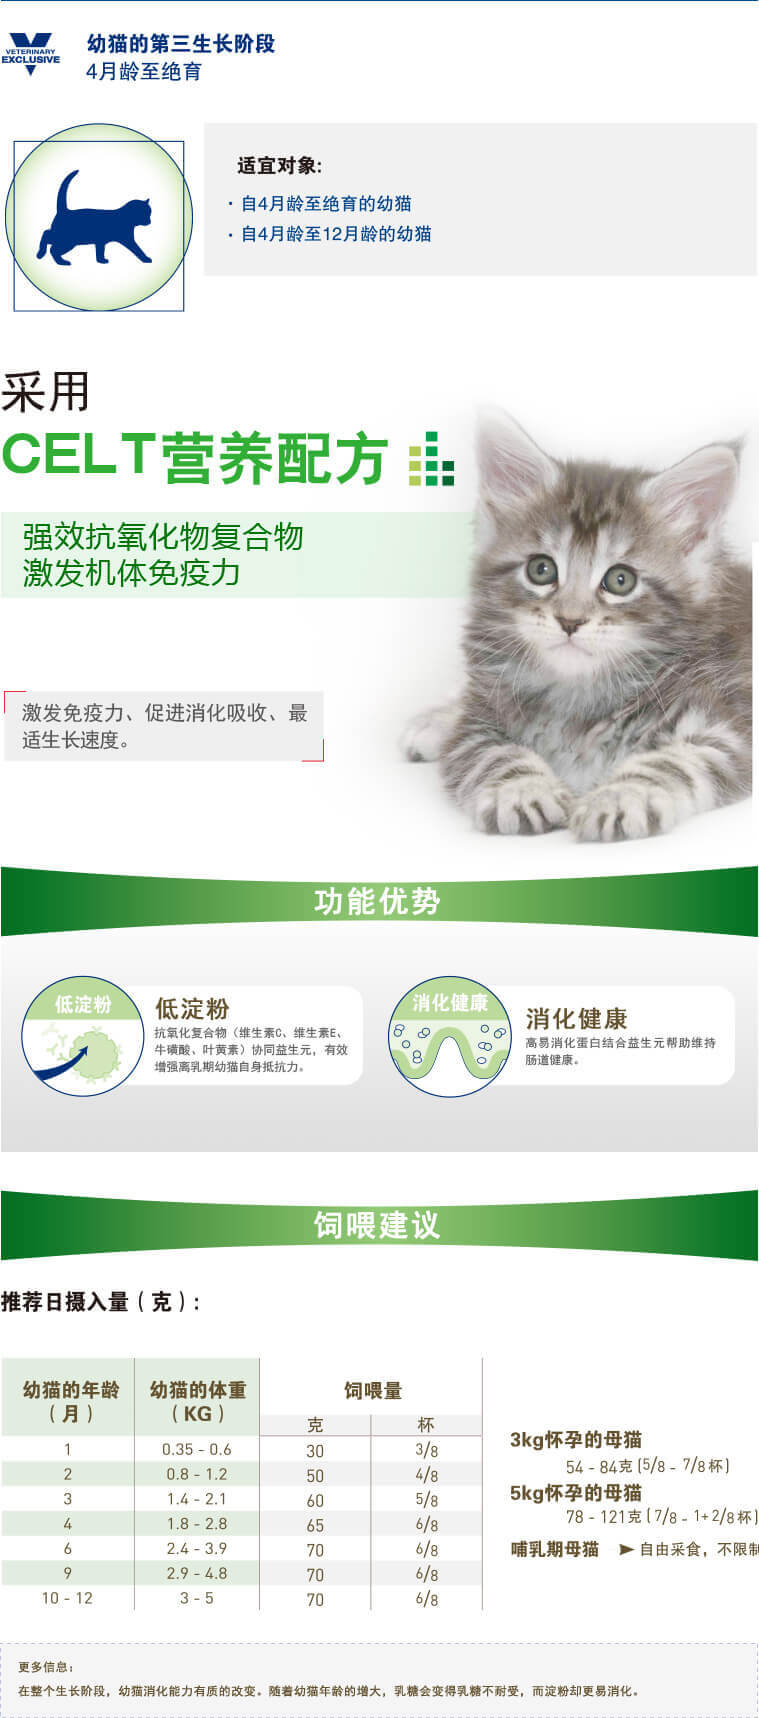 VETERINARY
EXCLUSIVE
幼猫的第三生长阶段
4月龄至绝育
适宜对象:
· 自4月龄至绝育的幼猫
· 自4月龄至12月龄的幼猫
采用
CELT营养配方
强效抗氧化物复合物
激发机体免疫力
激发免疫力、促进消化吸收、最
适生长速度。
功能优势
低淀粉
低淀粉
抗氧化复合物（维生素C、维生素E、
牛磺酸、叶黄素）协同益生元，有效
增强离乳期幼猫自身抵抗力。
消化健康
消化健康
高易消化蛋白结合益生元帮助维持
肠道健康。
饲喂建议
推荐日摄入量（克）:
幼猫的年龄（月） 幼猫的体重（KG） 饲喂量
克 杯
1 0.35 - 0.6 30 3/8
2 0.8 - 1.2 50 4/8
3 1.4 - 2.1 60 5/8
4 1.8 - 2.8 65 6/8
6 2.4 - 3.9 70 6/8
9 2.9 - 4.8 70 6/8
10 - 12 3 - 5 70 6/8
3kg怀孕的母猫
54 - 84克 (5/8 - 7/8 杯)
5kg怀孕的母猫
78 - 121克 (7/8 - 1+2/8杯)
哺乳期母猫 ► 自由采食，不限制
更多信息:
在整个生长阶段，幼猫消化能力有质的改变。随着幼猫年龄的增大，乳糖会变得乳糖不耐受，而淀粉却更易消化。